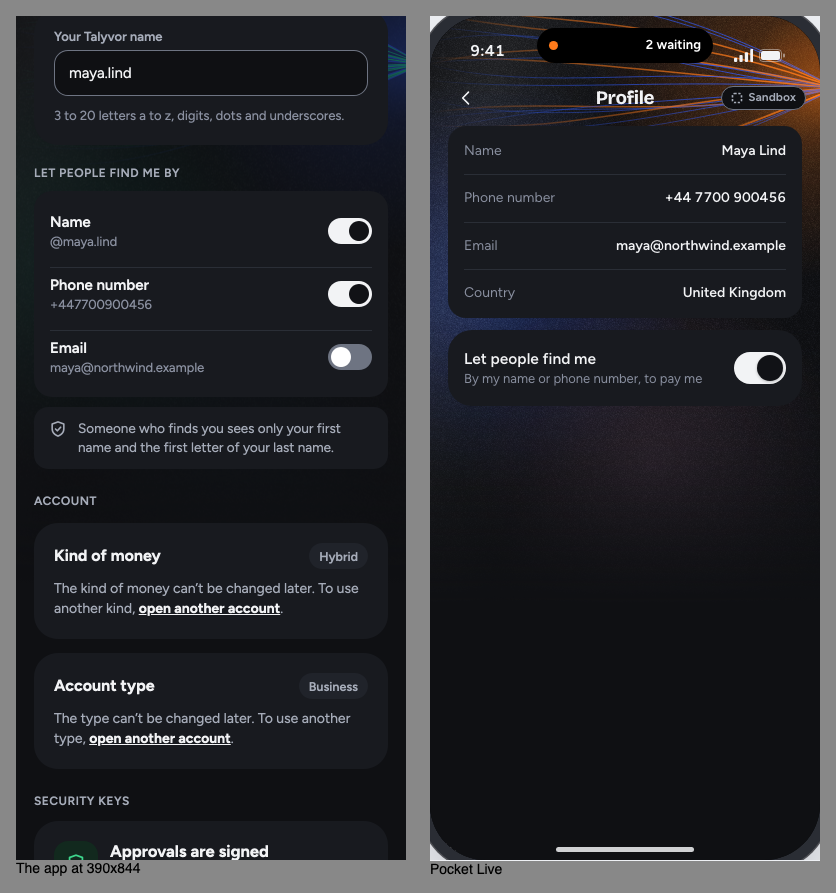 Your Talyvor name
maya.lind
3 to 20 letters a to z, digits, dots and underscores.
LET PEOPLE FIND ME BY
Name
@maya.lind
Phone number
+447700900456
Email
maya@northwind.example
Someone who finds you sees only your first
name and the first letter of your last name.
ACCOUNT
Kind of money
Hybrid
The kind of money can’t be changed later. To use
another kind, open another account.
Account type
Business
The type can’t be changed later. To use another
type, open another account.
SECURITY KEYS
Approvals are signed
The app at 390x844
9:41
2 waiting
Profile
Sandbox
Name
Maya Lind
Phone number
+44 7700 900456
Email
maya@northwind.example
Country
United Kingdom
Let people find me
By my name or phone number, to pay me
Pocket Live